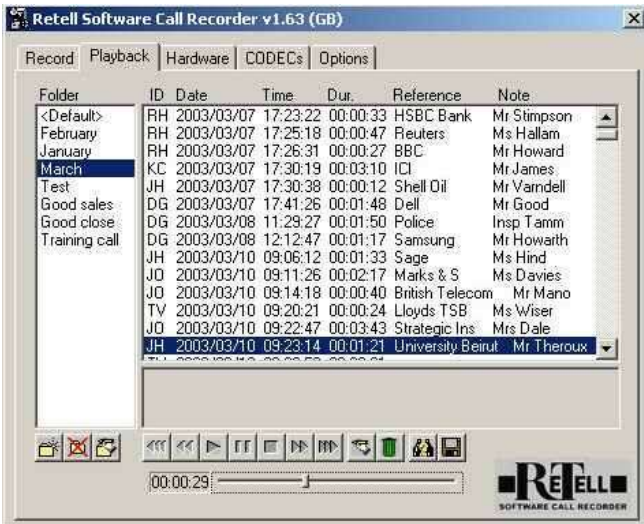 Retell Software Call Recorder v1.63 (GB)
Record Playback Hardware CODECs Options
Folder
<Default>
February
January
March
Test
Good sales
Good close
Training call
ID Date Time Dur. Reference Note
RH 2003/03/07 17:23:22 00:00:33 HSBC Bank Mr Stimpson
RH 2003/03/07 17:25:18 00:00:47 Reuters Ms Hallam
RH 2003/03/07 17:26:31 00:00:27 BBC Mr Howard
KC 2003/03/07 17:30:19 00:03:10 ICI Mr James
JH 2003/03/07 17:30:38 00:00:12 Shell Oil Mr Varndell
DG 2003/03/07 17:41:26 00:01:48 Dell Mr Good
DG 2003/03/08 11:29:27 00:01:50 Police Insp Tamm
DG 2003/03/08 12:12:47 00:01:17 Samsung Mr Howarth
JH 2003/03/10 09:06:12 00:01:33 Sage Ms Hind
JO 2003/03/10 09:11:26 00:02:17 Marks & S Ms Davies
JO 2003/03/10 09:14:18 00:00:40 British Telecom Mr Mano
TV 2003/03/10 09:20:21 00:00:24 Lloyds TSB Ms Wiser
JO 2003/03/10 09:22:47 00:03:43 Strategic Ins Mrs Dale
JH 2003/03/10 09:23:14 00:01:21 University Beirut Mr Theroux
00:00:29
RETELL
SOFTWARE CALL RECORDER